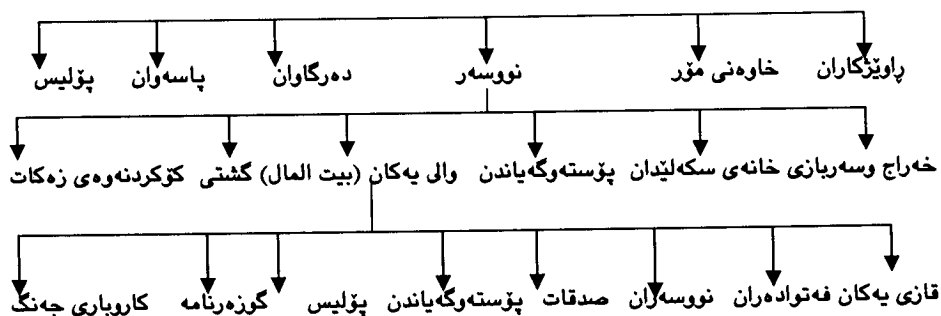 ڕاوێژکاران خاوەنی مۆر نووسەر دەرگاوان پاسەوان پۆلیس
خەراج وسەربازی خانەی سکەلێدان پۆستەوگەیاندن والی یەکان (بیت المال) گشتی کۆکردنەوەی زەکات
قازی یەکان فەتوادەران نووسەران صدقات پۆستەوگەیاندن پۆلیس گوزەرنامە کاروباری جەنگ